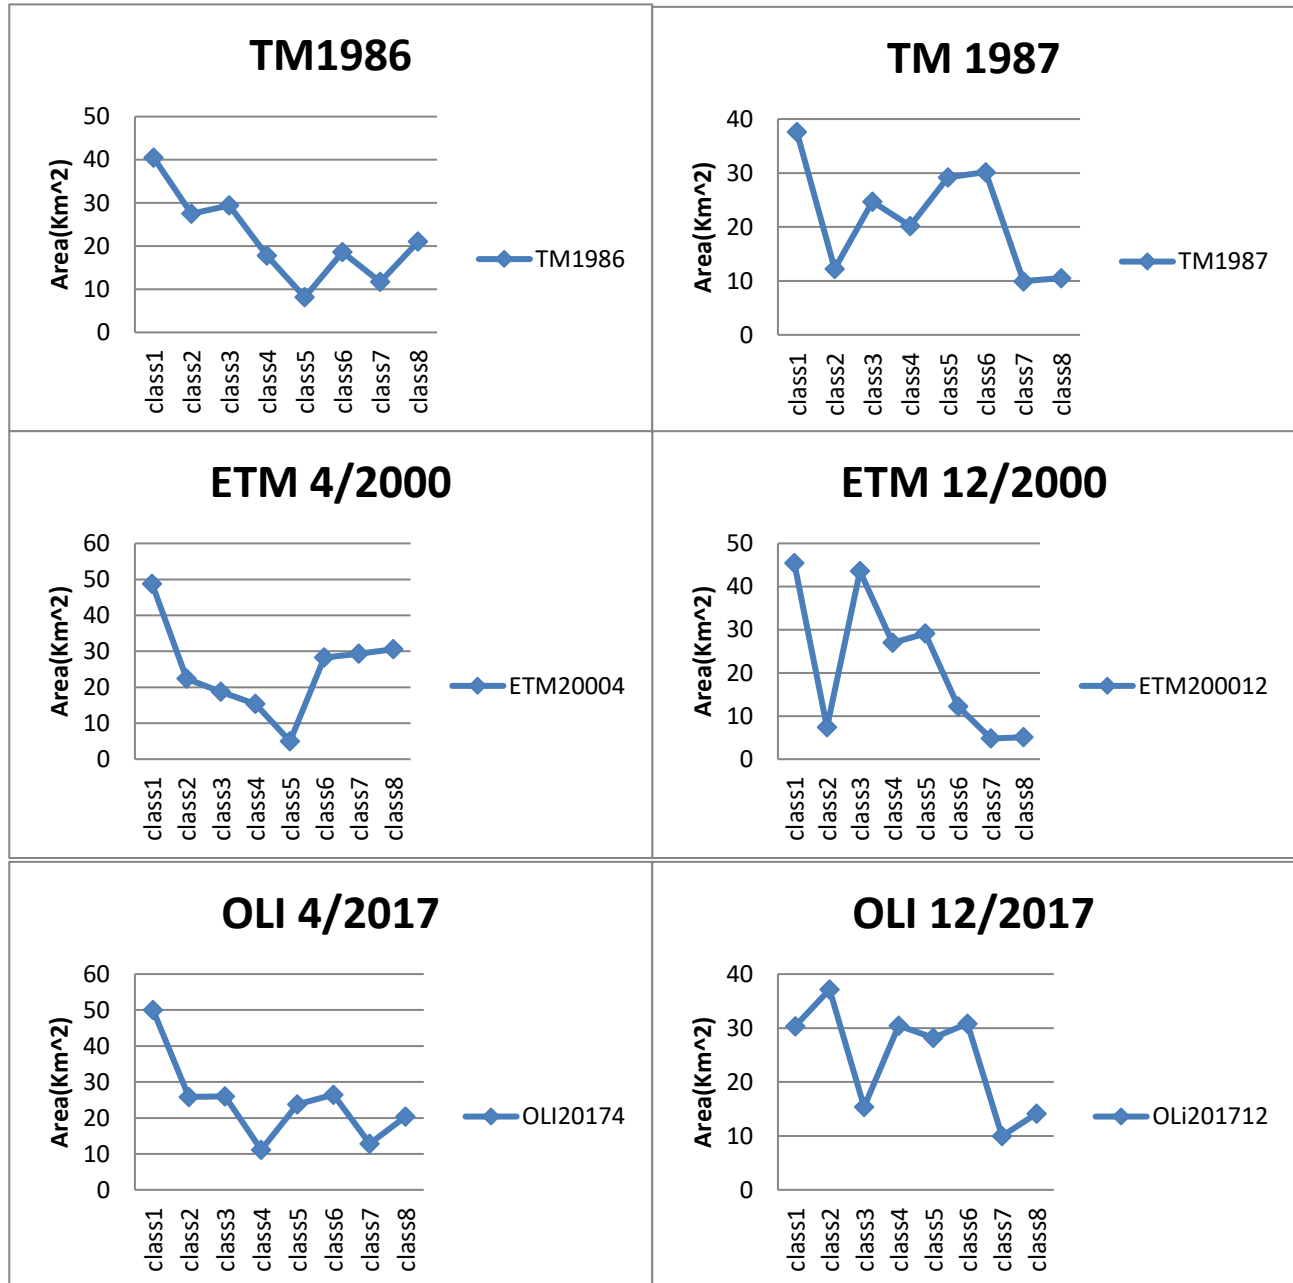 TM1986
Area(Km^2)
50
40
30
20
10
0
class1
class2
class3
class4
class5
class6
class7
class8
TM1986
TM 1987
Area(Km^2)
40
30
20
10
0
class1
class2
class3
class4
class5
class6
class7
class8
TM1987
ETM 4/2000
Area(Km^2)
60
50
40
30
20
10
0
class1
class2
class3
class4
class5
class6
class7
class8
ETM20004
ETM 12/2000
Area(Km^2)
50
40
30
20
10
0
class1
class2
class3
class4
class5
class6
class7
class8
ETM200012
OLI 4/2017
Area(Km^2)
60
50
40
30
20
10
0
class1
class2
class3
class4
class5
class6
class7
class8
OLI20174
OLI 12/2017
Area(Km^2)
40
30
20
10
0
class1
class2
class3
class4
class5
class6
class7
class8
OLi201712